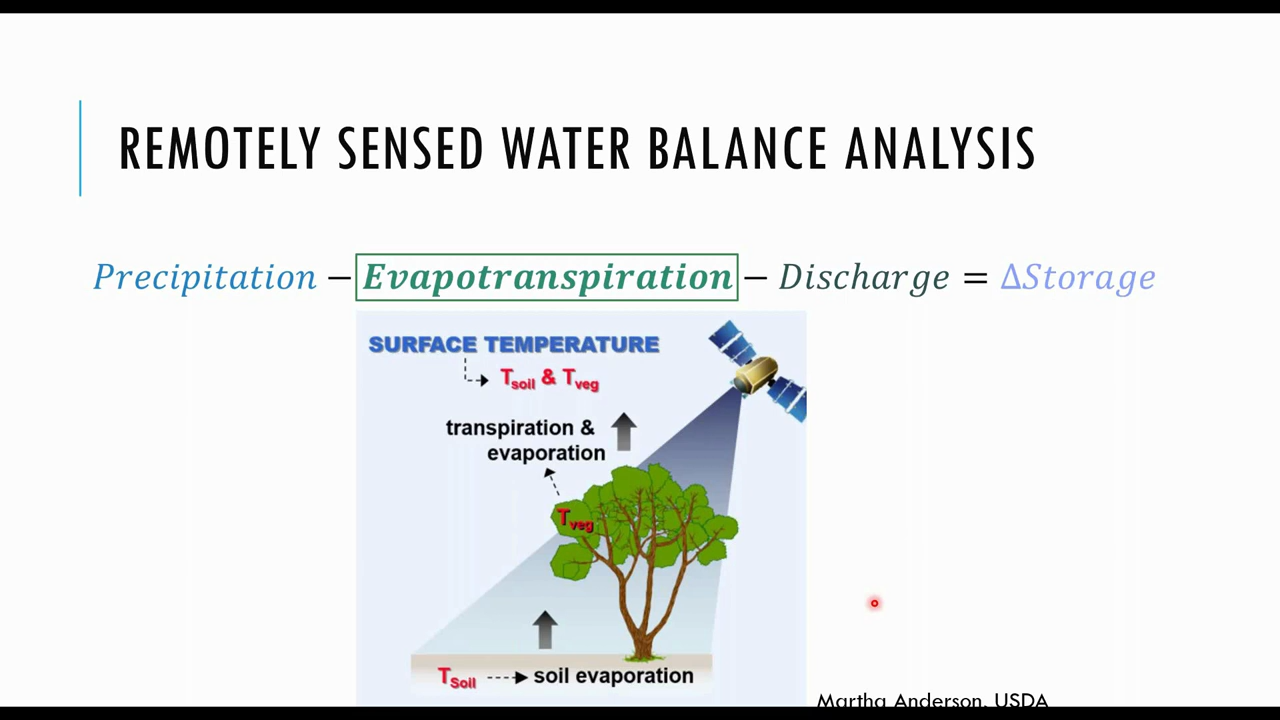 REMOTELY SENSED WATER BALANCE ANALYSIS
Precipitation − Evapotranspiration − Discharge = ΔStorage
SURFACE TEMPERATURE
Tsoil & Tveg
transpiration &
evaporation
Tveg
TSoil
soil evaporation
Martha Anderson, USDA